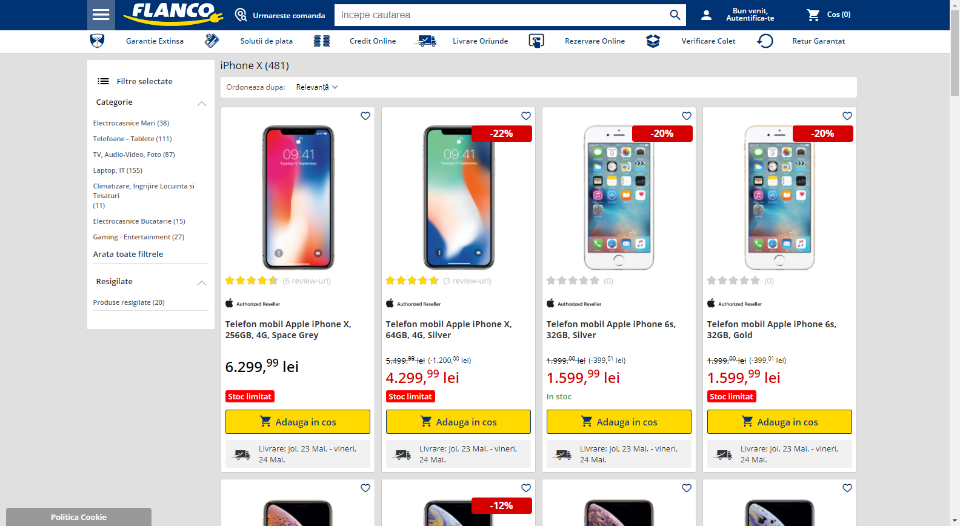 FLANCO
Urmareste comanda
Incepe cautarea
Bun venit,
Autentifica-te
Cos (0)
Garantie Extinsa
Solutii de plata
Credit Online
Livrare Oriunde
Rezervare Online
Verificare Colet
Retur Garantat
Filtre selectate
Categorie
Electrocasnice Mari (38)
Telefoane - Tablete (111)
TV, Audio-Video, Foto (87)
Laptop, IT (155)
Climatizare, Ingrijire Locuinta si
Tesaturi
(11)
Electrocasnice Bucatarie (15)
Gaming - Entertainment (27)
Arata toate filtrele
Resigilate
Produse resigilate (20)
iPhone X (481)
Ordoneaza dupa: Relevanță
09:41
(6 review-uri)
Authorized Reseller
Telefon mobil Apple iPhone X,
256GB, 4G, Space Grey
6.299,99 lei
Stoc limitat
Adauga in cos
Livrare: Joi, 23 Mai. - vineri,
24 Mai.
-22%
09:41
(3 review-uri)
Authorized Reseller
Telefon mobil Apple iPhone X,
64GB, 4G, Silver
5.499,99 lei (-1.200,00 lei)
4.299,99 lei
Stoc limitat
Adauga in cos
Livrare: Joi, 23 Mai. - vineri,
24 Mai.
-20%
(0)
Authorized Reseller
Telefon mobil Apple iPhone 6s,
32GB, Silver
1.999,00 lei (-399,01 lei)
1.599,99 lei
In stoc
Adauga in cos
Livrare: Joi, 23 Mai. - vineri,
24 Mai.
-20%
(0)
Authorized Reseller
Telefon mobil Apple iPhone 6s,
32GB, Gold
1.999,00 lei (-399,01 lei)
1.599,99 lei
Stoc limitat
Adauga in cos
Livrare: Joi, 23 Mai. - vineri,
24 Mai.
-12%
Politica Cookie